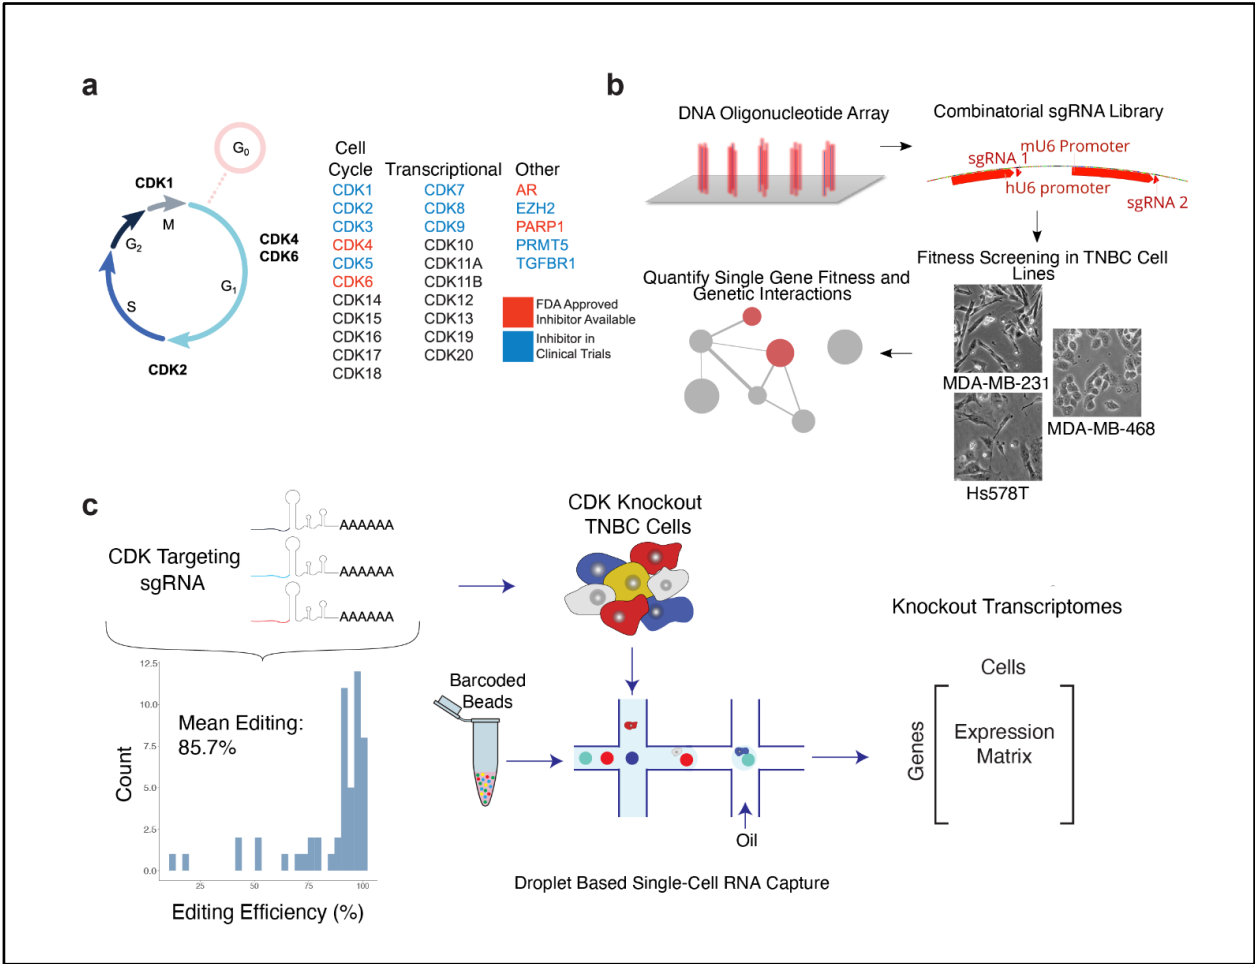 a
G0
CDK1
M
G2
CDK4
CDK6
G1
S
CDK2
Cell
Cycle
CDK1
CDK2
CDK3
CDK4
CDK5
CDK6
CDK14
CDK15
CDK16
CDK17
CDK18
Transcriptional
CDK7
CDK8
CDK9
CDK10
CDK11A
CDK11B
CDK12
CDK13
CDK19
CDK20
Other
AR
EZH2
PARP1
PRMT5
TGFBR1
FDA Approved
Inhibitor Available
Inhibitor in
Clinical Trials
b
DNA Oligonucleotide Array
Combinatorial sgRNA Library
mU6 Promoter
sgRNA 1
hU6 promoter
sgRNA 2
Fitness Screening in TNBC Cell
Lines
MDA-MB-231
MDA-MB-468
Hs578T
Quantify Single Gene Fitness and
Genetic Interactions
c
CDK Targeting
sgRNA
AAAAAA
AAAAAA
AAAAAA
12.5
10.0
7.5
5.0
2.5
0.0
Count
Mean Editing:
85.7%
25
50
75
100
Editing Efficiency (%)
CDK Knockout
TNBC Cells
Barcoded
Beads
Oil
Droplet Based Single-Cell RNA Capture
Knockout Transcriptomes
Cells
Genes
Expression
Matrix